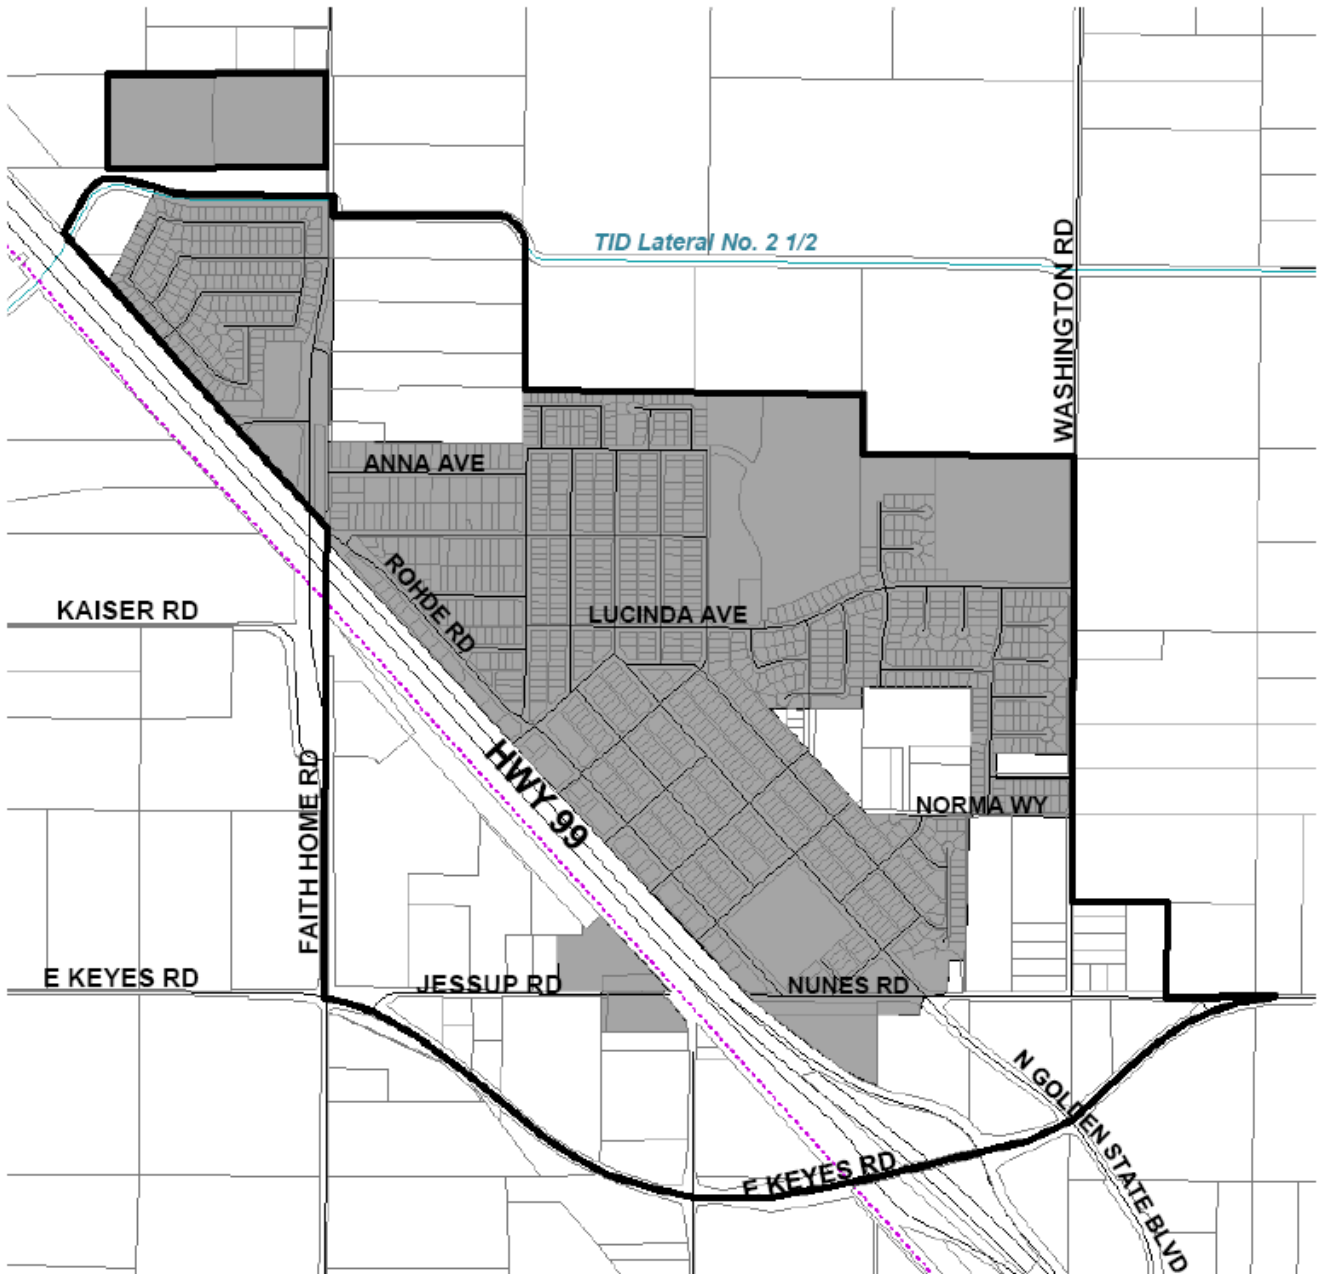 TID Lateral No. 2 1/2
WASHINGTON RD
ANNA AVE
ROHDE RD
KAISER RD
LUCINDA AVE
HWY 99
FAITH HOME RD
NORMA WY
E KEYES RD
JESSUP RD
NUNES RD
N GOLDEN STATE BLVD
E KEYES RD